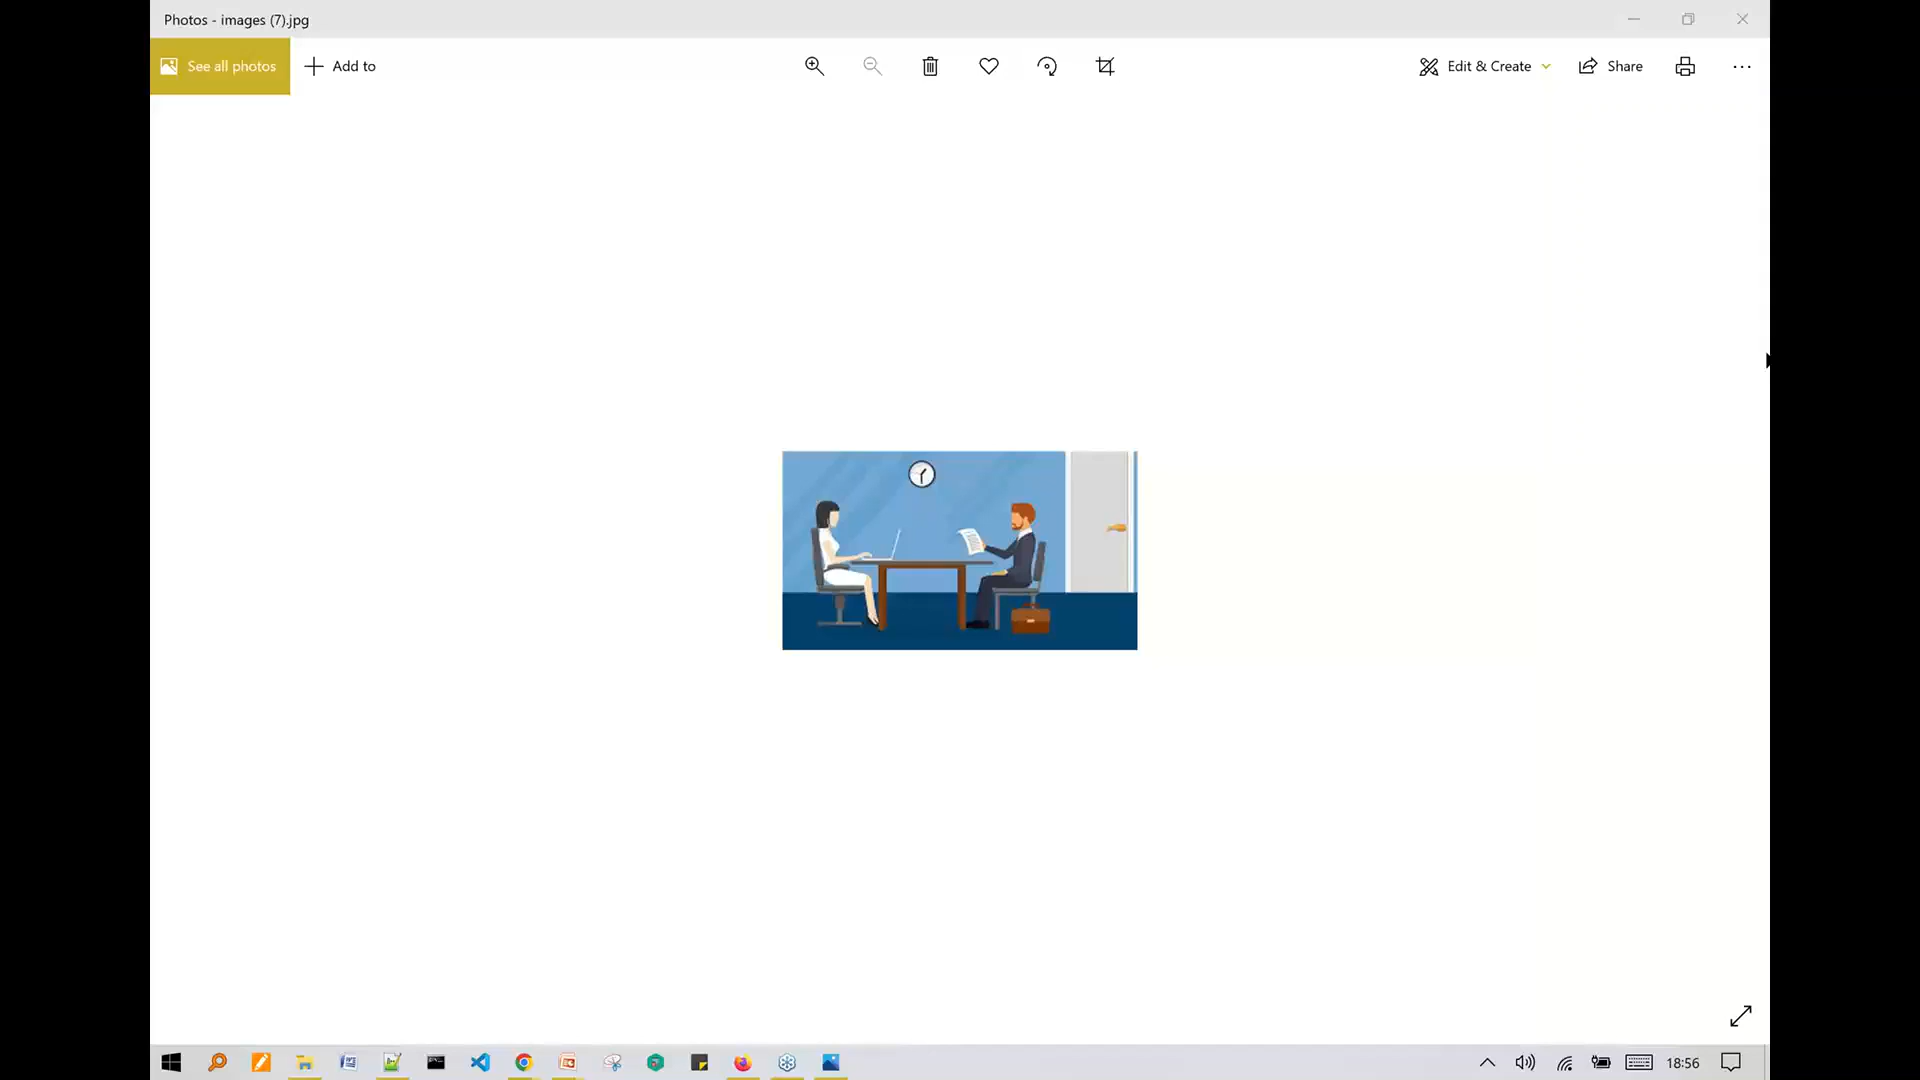 Photos - images (7).jpg
See all photos
Add to
Edit & Create
Share
18:56